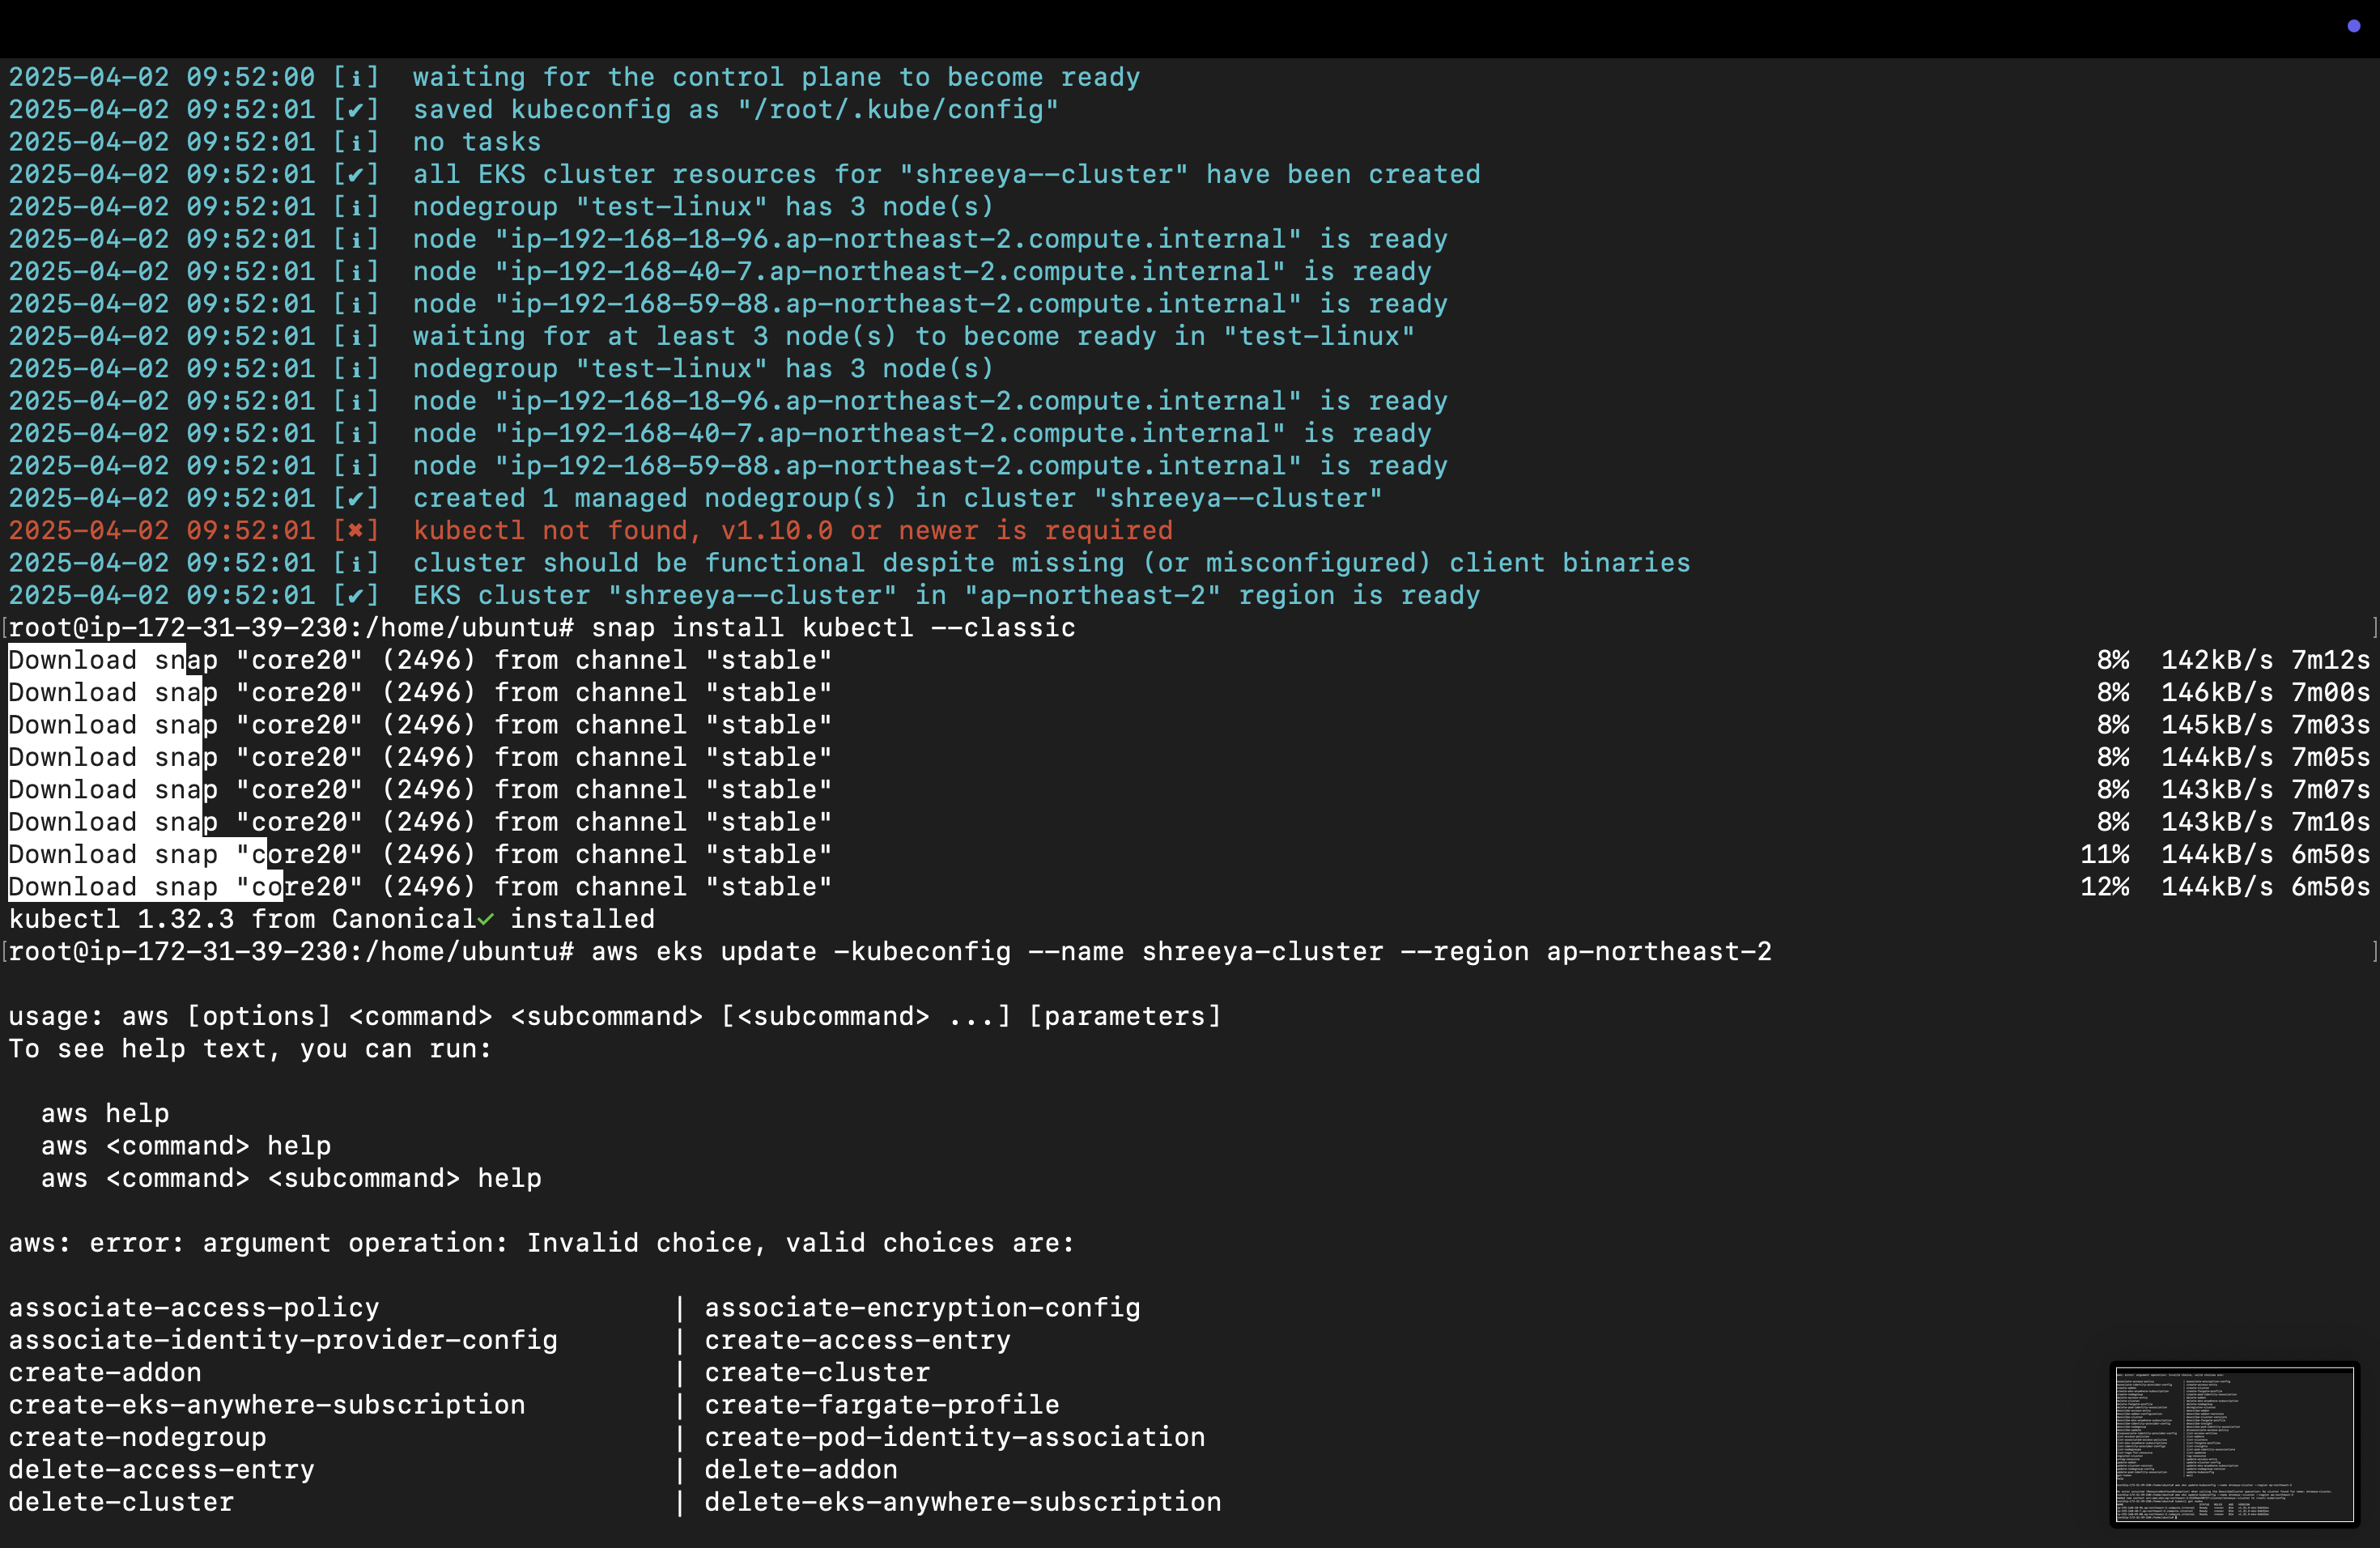 2025-04-02 09:52:00 [ℹ]  waiting for the control plane to become ready
2025-04-02 09:52:01 [✔]  saved kubeconfig as "/root/.kube/config"
2025-04-02 09:52:01 [ℹ]  no tasks
2025-04-02 09:52:01 [✔]  all EKS cluster resources for "shreeya--cluster" have been created
2025-04-02 09:52:01 [ℹ]  nodegroup "test-linux" has 3 node(s)
2025-04-02 09:52:01 [ℹ]  node "ip-192-168-18-96.ap-northeast-2.compute.internal" is ready
2025-04-02 09:52:01 [ℹ]  node "ip-192-168-40-7.ap-northeast-2.compute.internal" is ready
2025-04-02 09:52:01 [ℹ]  node "ip-192-168-59-88.ap-northeast-2.compute.internal" is ready
2025-04-02 09:52:01 [ℹ]  waiting for at least 3 node(s) to become ready in "test-linux"
2025-04-02 09:52:01 [ℹ]  nodegroup "test-linux" has 3 node(s)
2025-04-02 09:52:01 [ℹ]  node "ip-192-168-18-96.ap-northeast-2.compute.internal" is ready
2025-04-02 09:52:01 [ℹ]  node "ip-192-168-40-7.ap-northeast-2.compute.internal" is ready
2025-04-02 09:52:01 [ℹ]  node "ip-192-168-59-88.ap-northeast-2.compute.internal" is ready
2025-04-02 09:52:01 [✔]  created 1 managed nodegroup(s) in cluster "shreeya--cluster"
2025-04-02 09:52:01 [✖]  kubectl not found, v1.10.0 or newer is required
2025-04-02 09:52:01 [ℹ]  cluster should be functional despite missing (or misconfigured) client binaries
2025-04-02 09:52:01 [✔]  EKS cluster "shreeya--cluster" in "ap-northeast-2" region is ready
[root@ip-172-31-39-230:/home/ubuntu# snap install kubectl --classic ]
Download snap "core20" (2496) from channel "stable" 8% 142kB/s 7m12s
Download snap "core20" (2496) from channel "stable" 8% 146kB/s 7m00s
Download snap "core20" (2496) from channel "stable" 8% 145kB/s 7m03s
Download snap "core20" (2496) from channel "stable" 8% 144kB/s 7m05s
Download snap "core20" (2496) from channel "stable" 8% 143kB/s 7m07s
Download snap "core20" (2496) from channel "stable" 8% 143kB/s 7m10s
Download snap "core20" (2496) from channel "stable" 11% 144kB/s 6m50s
Download snap "core20" (2496) from channel "stable" 12% 144kB/s 6m50s
kubectl 1.32.3 from Canonical✓ installed
[root@ip-172-31-39-230:/home/ubuntu# aws eks update -kubeconfig --name shreeya-cluster --region ap-northeast-2 ]
usage: aws [options] <command> <subcommand> [<subcommand> ...] [parameters]
To see help text, you can run:
aws help
aws <command> help
aws <command> <subcommand> help
aws: error: argument operation: Invalid choice, valid choices are:
associate-access-policy | associate-encryption-config
associate-identity-provider-config | create-access-entry
create-addon | create-cluster
create-eks-anywhere-subscription | create-fargate-profile
create-nodegroup | create-pod-identity-association
delete-access-entry | delete-addon
delete-cluster | delete-eks-anywhere-subscription